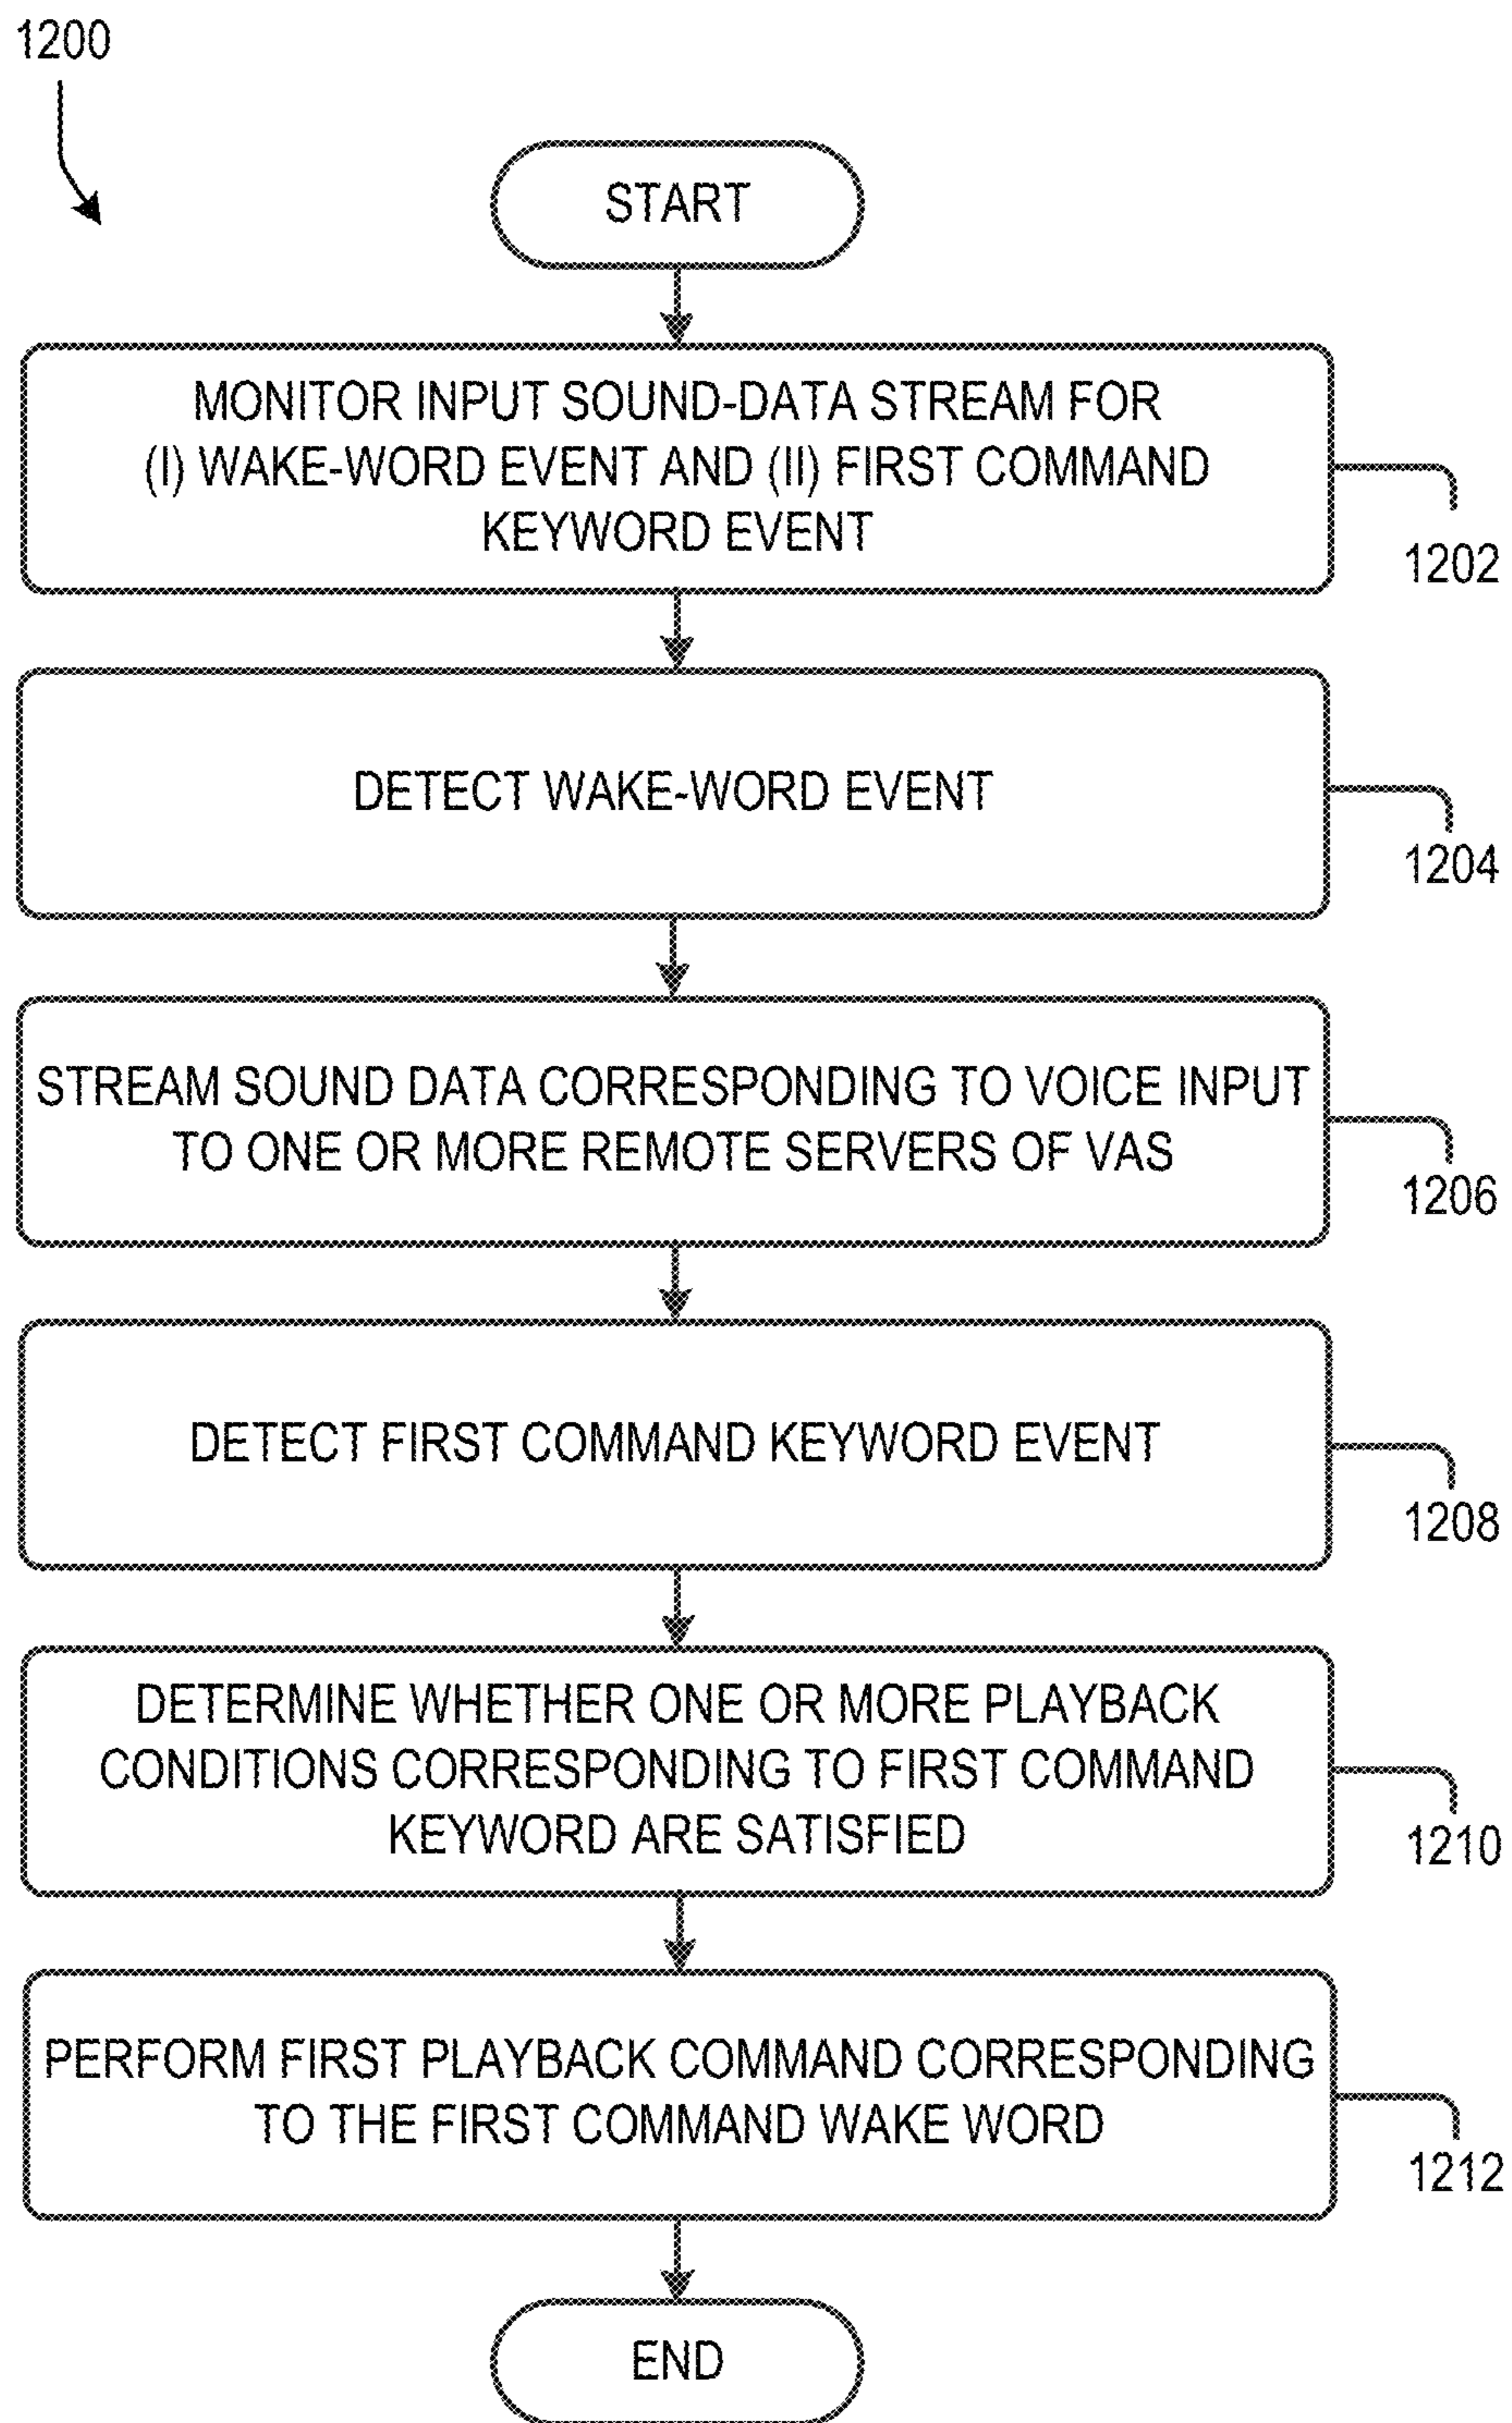 1200
START
MONITOR INPUT SOUND-DATA STREAM FOR
(I) WAKE-WORD EVENT AND (II) FIRST COMMAND
KEYWORD EVENT
1202
DETECT WAKE-WORD EVENT
1204
STREAM SOUND DATA CORRESPONDING TO VOICE INPUT
TO ONE OR MORE REMOTE SERVERS OF VAS
1206
DETECT FIRST COMMAND KEYWORD EVENT
1208
DETERMINE WHETHER ONE OR MORE PLAYBACK
CONDITIONS CORRESPONDING TO FIRST COMMAND
KEYWORD ARE SATISFIED
1210
PERFORM FIRST PLAYBACK COMMAND CORRESPONDING
TO THE FIRST COMMAND WAKE WORD
1212
END